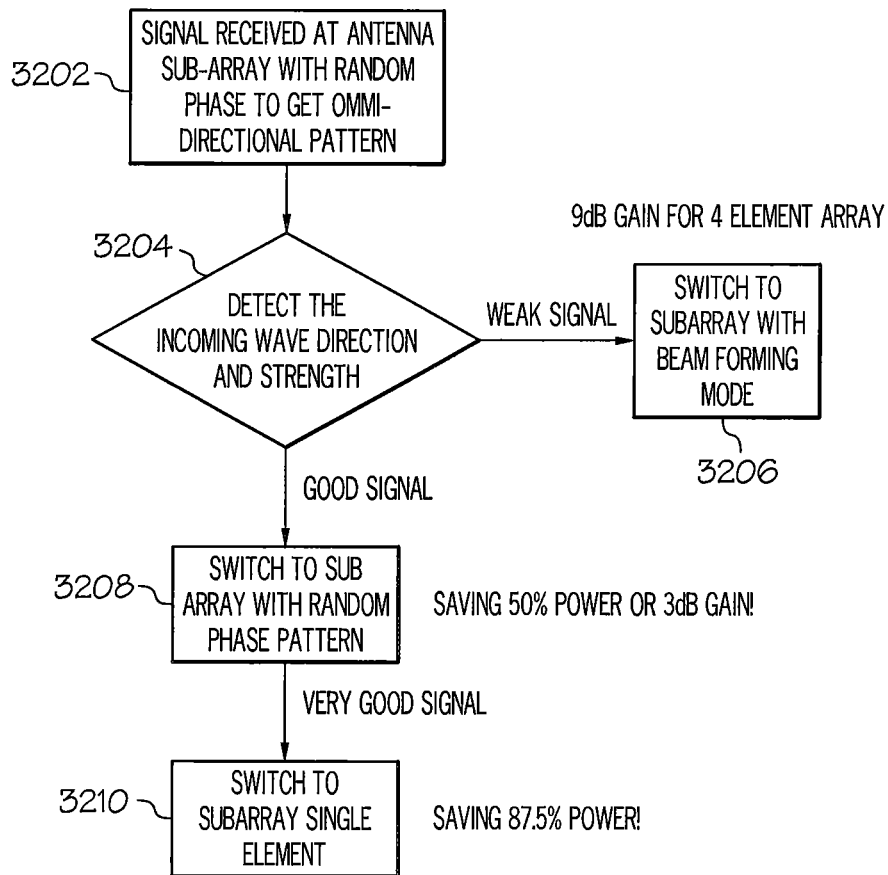 SIGNAL RECEIVED AT ANTENNA
SUB-ARRAY WITH RANDOM
PHASE TO GET OMMI-
DIRECTIONAL PATTERN
3202
9dB GAIN FOR 4 ELEMENT ARRAY
3204
DETECT THE
INCOMING WAVE DIRECTION
AND STRENGTH
WEAK SIGNAL
SWITCH TO
SUBARRAY WITH
BEAM FORMING
MODE
3206
GOOD SIGNAL
3208
SWITCH TO SUB
ARRAY WITH RANDOM
PHASE PATTERN
SAVING 50% POWER OR 3dB GAIN!
VERY GOOD SIGNAL
3210
SWITCH TO
SUBARRAY SINGLE
ELEMENT
SAVING 87.5% POWER!